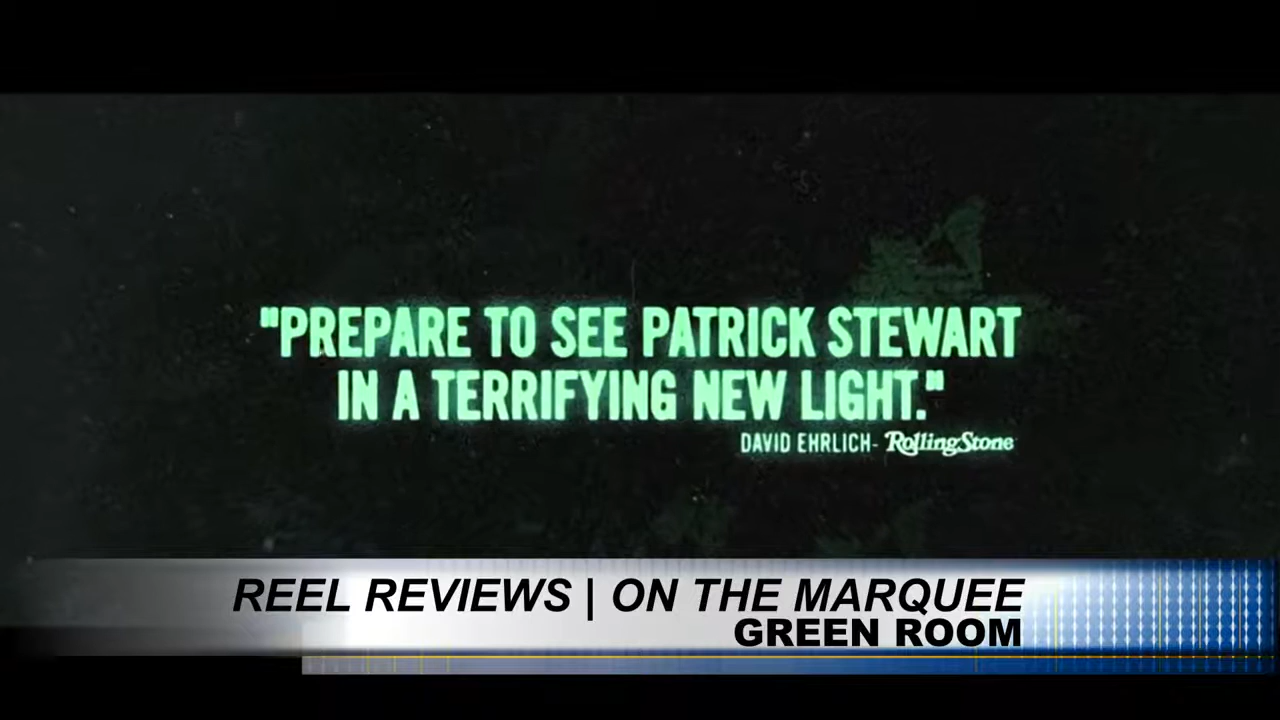 "PREPARE TO SEE PATRICK STEWART
IN A TERRIFYING NEW LIGHT."
DAVID EHRLICH- RollingStone
REEL REVIEWS | ON THE MARQUEE
GREEN ROOM